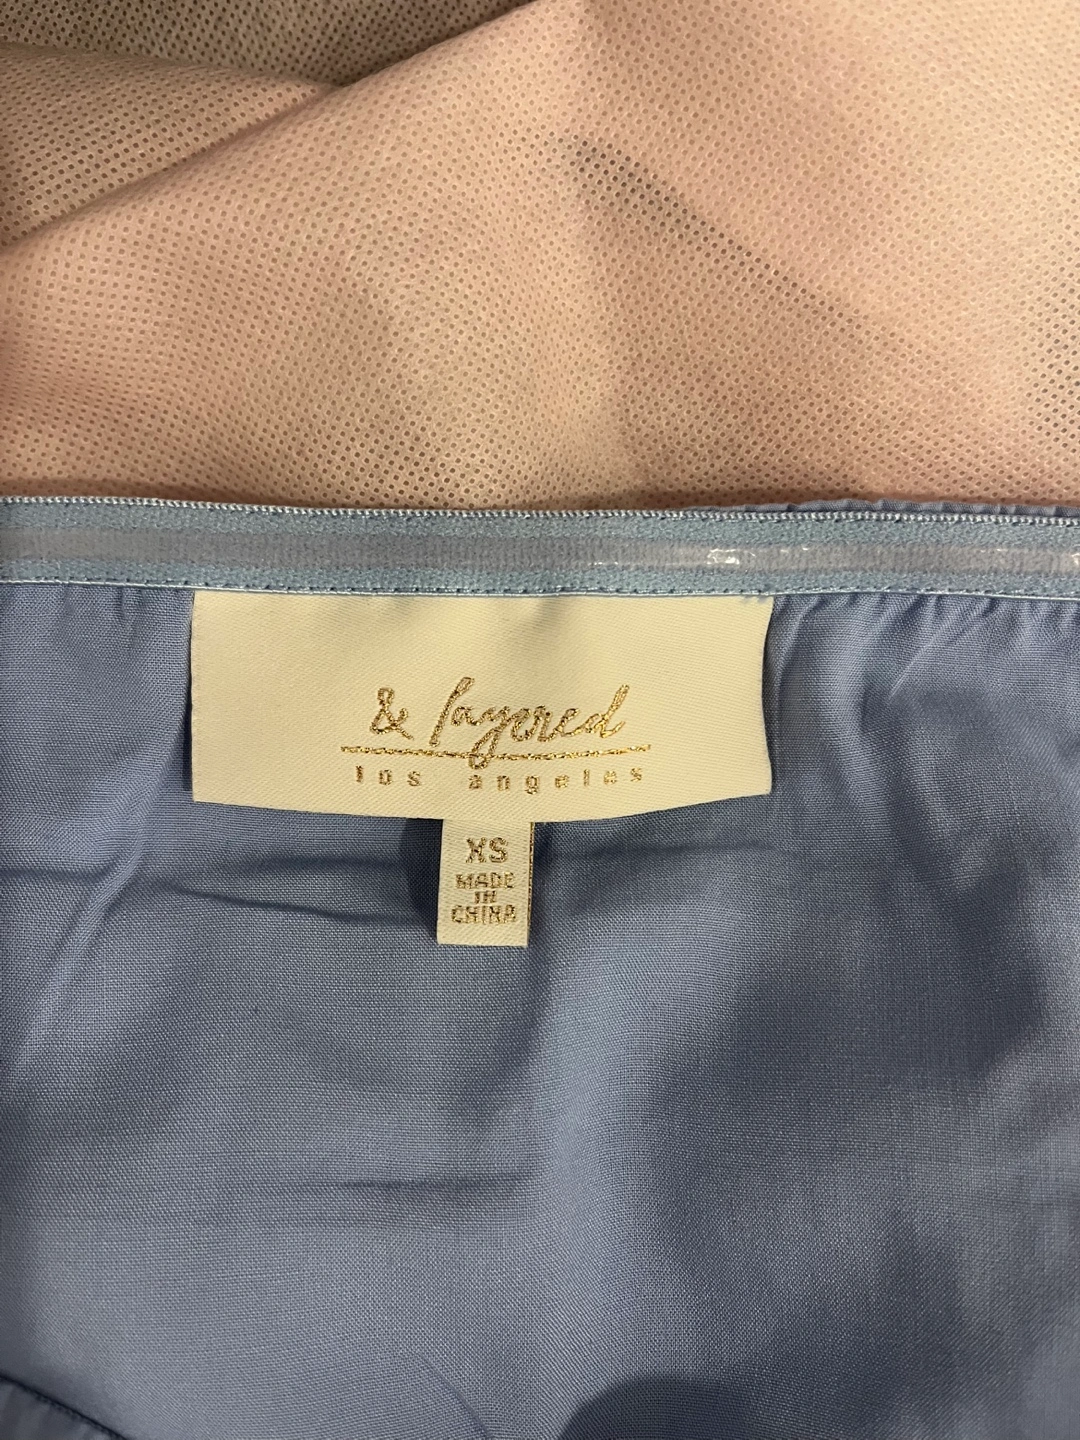 & layered
los angeles
XS
MADE
IN
CHINA